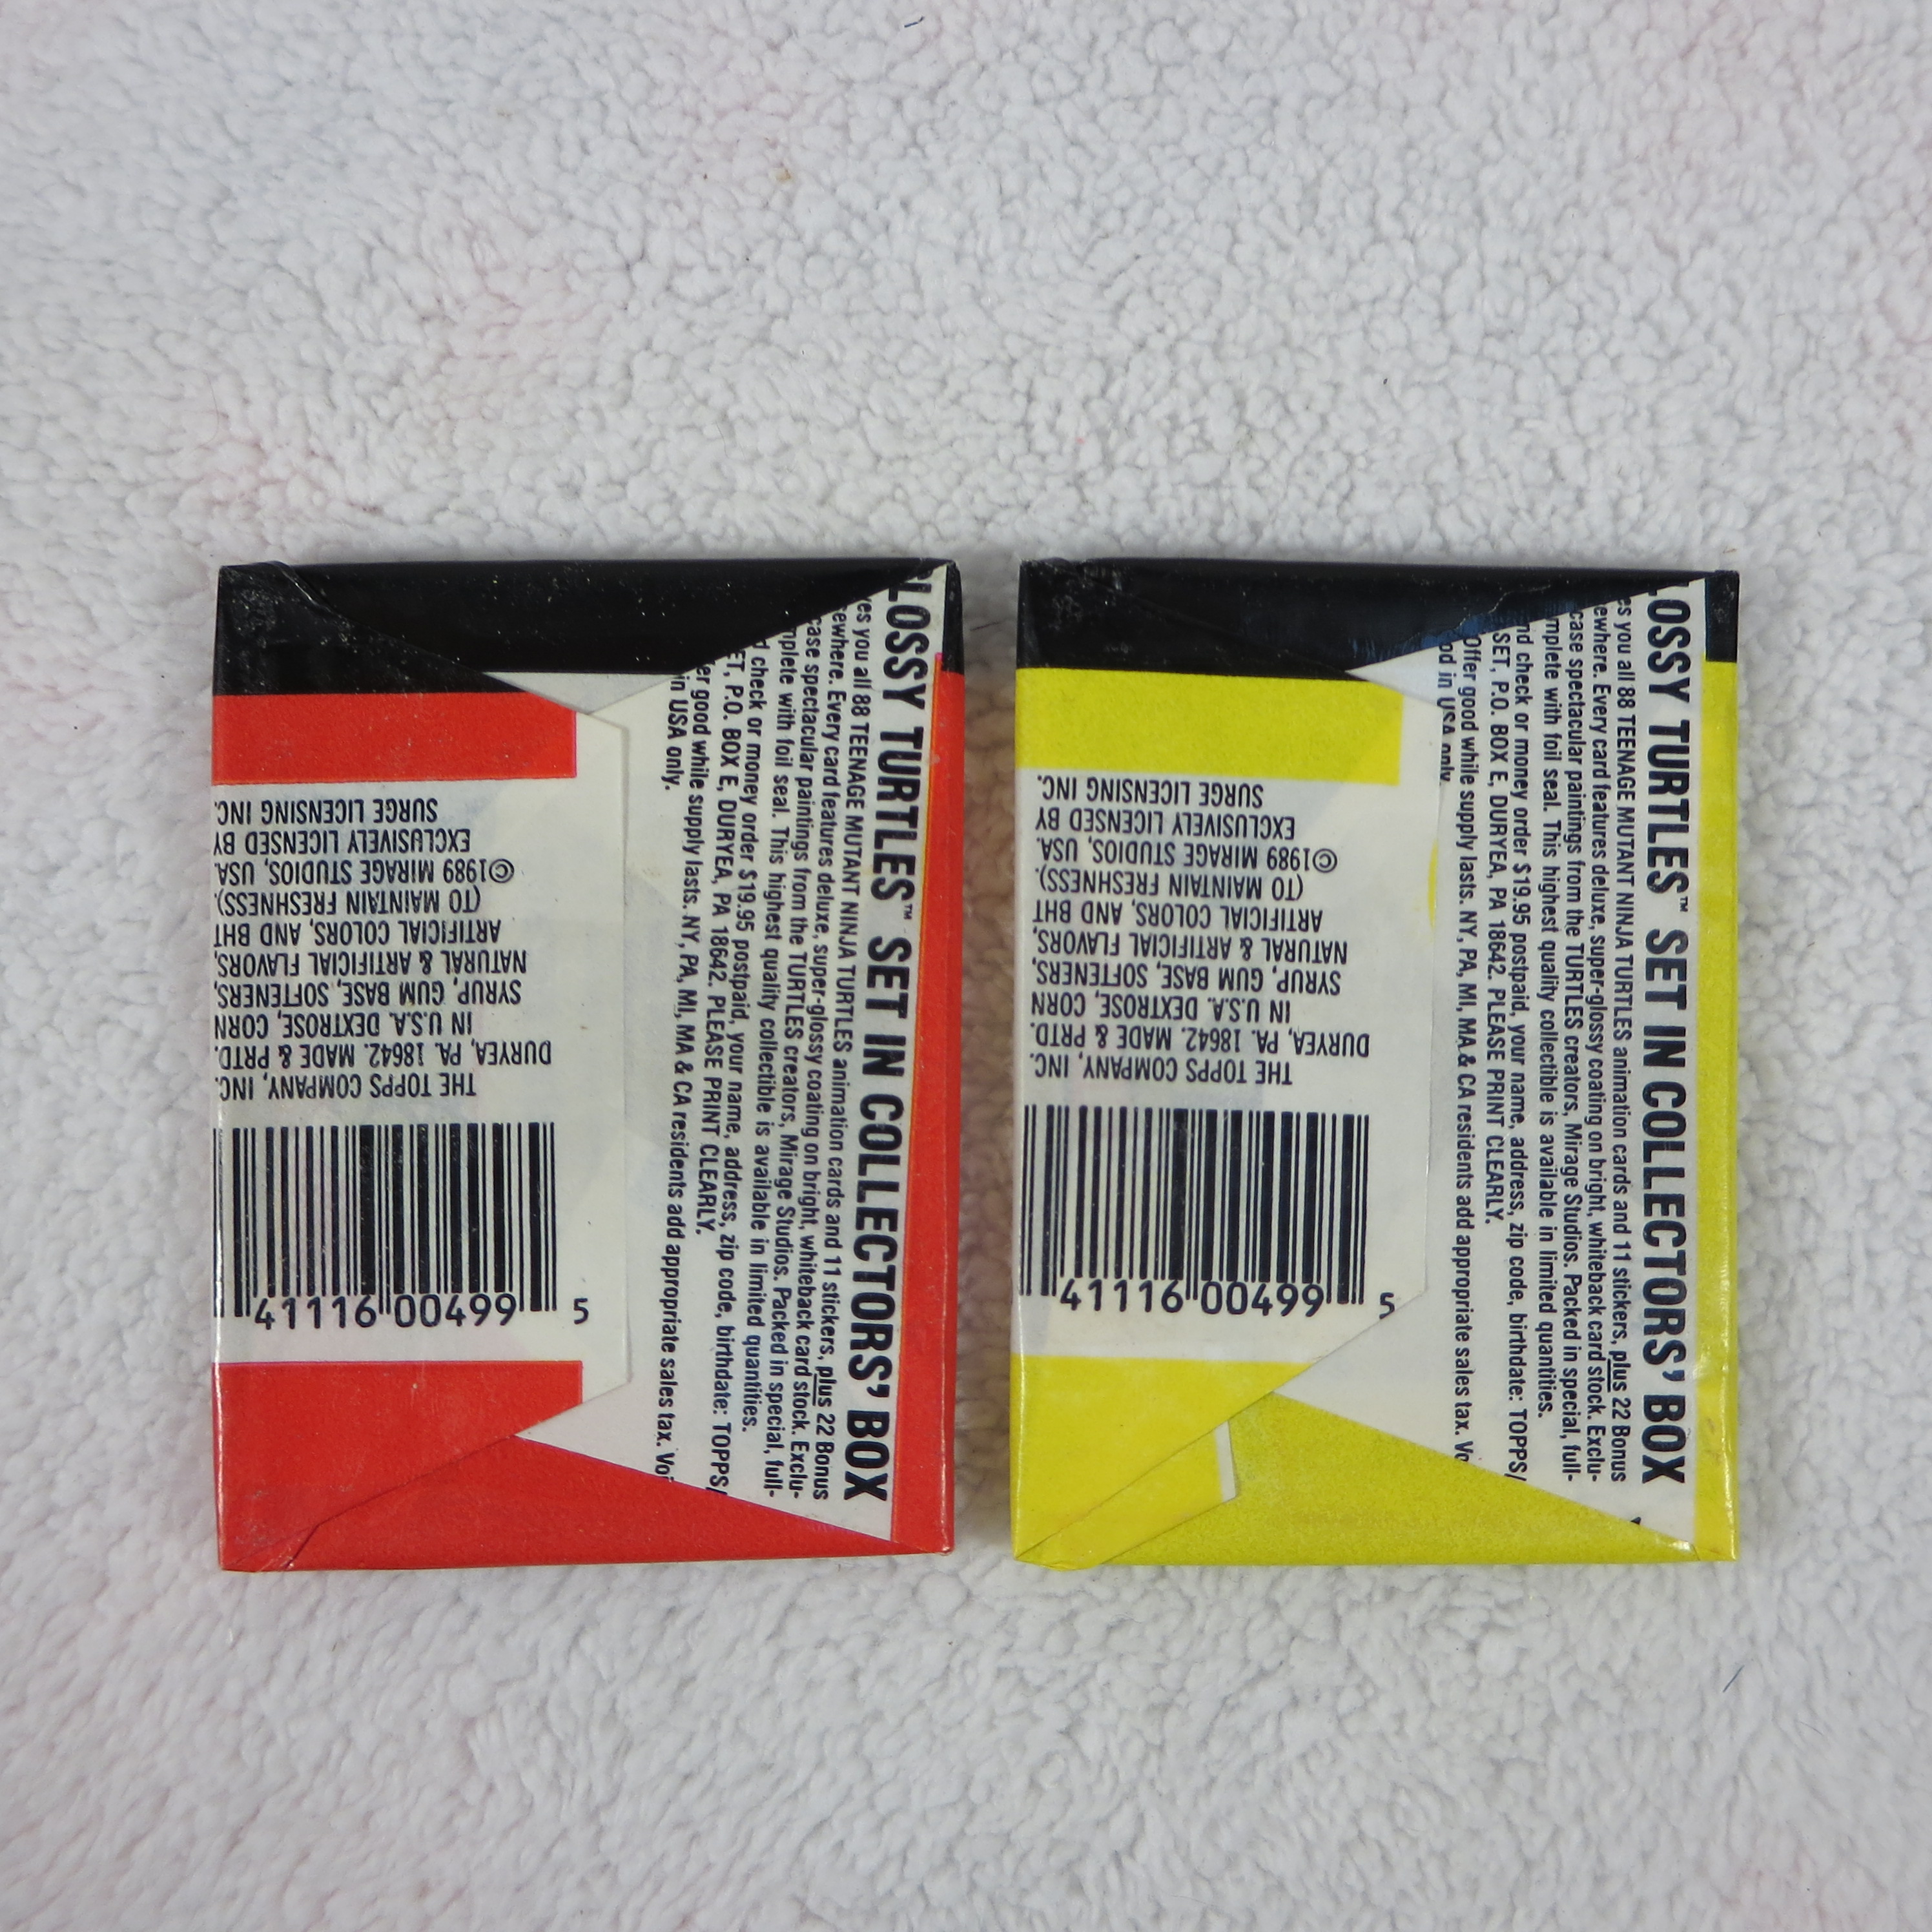 LOSSY TURTLES™ SET IN COLLECTORS' BOX
es you all 88 TEENAGE MUTANT NINJA TURTLES animation cards and 11 stickers, plus 22 Bonus
ewhere. Every card features deluxe, super-glossy coating on bright, whiteback card stock. Exclu-
case spectacular paintings from the TURTLES creators, Mirage Studios. Packed in special, full-
mplete with foil seal. This highest quality collectible is available in limited quantities.
d check or money order $19.95 postpaid, your name, address, zip code, birthdate: TOPPS/
ET, P.O. BOX E, DURYEA, PA 18642. PLEASE PRINT CLEARLY.
er good while supply lasts. NY, PA, MI, MA & CA residents add appropriate sales tax. Voi
in USA only.
THE TOPPS COMPANY, INC.
DURYEA, PA. 18642. MADE & PRTD.
IN U.S.A. DEXTROSE, CORN
SYRUP, GUM BASE, SOFTENERS,
NATURAL & ARTIFICIAL FLAVORS,
ARTIFICIAL COLORS, AND BHT
(TO MAINTAIN FRESHNESS).
©1989 MIRAGE STUDIOS, USA.
EXCLUSIVELY LICENSED BY
SURGE LICENSING INC.
41116 00499 5
LOSSY TURTLES™ SET IN COLLECTORS' BOX
es you all 88 TEENAGE MUTANT NINJA TURTLES animation cards and 11 stickers, plus 22 Bonus
ewhere. Every card features deluxe, super-glossy coating on bright, whiteback card stock. Exclu-
case spectacular paintings from the TURTLES creators, Mirage Studios. Packed in special, full-
mplete with foil seal. This highest quality collectible is available in limited quantities.
nd check or money order $19.95 postpaid, your name, address, zip code, birthdate: TOPPS/
SET, P.O. BOX E, DURYEA, PA 18642. PLEASE PRINT CLEARLY.
Offer good while supply lasts. NY, PA, MI, MA & CA residents add appropriate sales tax. Vo
od in USA only.
THE TOPPS COMPANY, INC.
DURYEA, PA. 18642. MADE & PRTD.
IN U.S.A. DEXTROSE, CORN
SYRUP, GUM BASE, SOFTENERS,
NATURAL & ARTIFICIAL FLAVORS,
ARTIFICIAL COLORS, AND BHT
(TO MAINTAIN FRESHNESS).
©1989 MIRAGE STUDIOS, USA.
EXCLUSIVELY LICENSED BY
SURGE LICENSING INC.
41116 00499 5